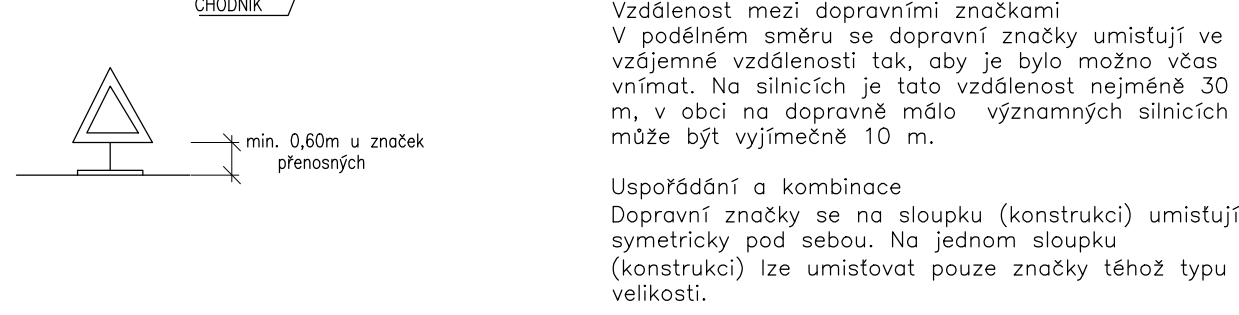 CHODNÍK
min. 0,60m u značek
přenosných
Vzdálenost mezi dopravními značkami
V podélném směru se dopravní značky umisťují ve
vzájemné vzdálenosti tak, aby je bylo možno včas
vnímat. Na silnicích je tato vzdálenost nejméně 30
m, v obci na dopravně málo významných silnicích
může být vyjímečně 10 m.
Uspořádání a kombinace
Dopravní značky se na sloupku (konstrukci) umisťují
symetricky pod sebou. Na jednom sloupku
(konstrukci) lze umisťovat pouze značky téhož typu
velikosti.